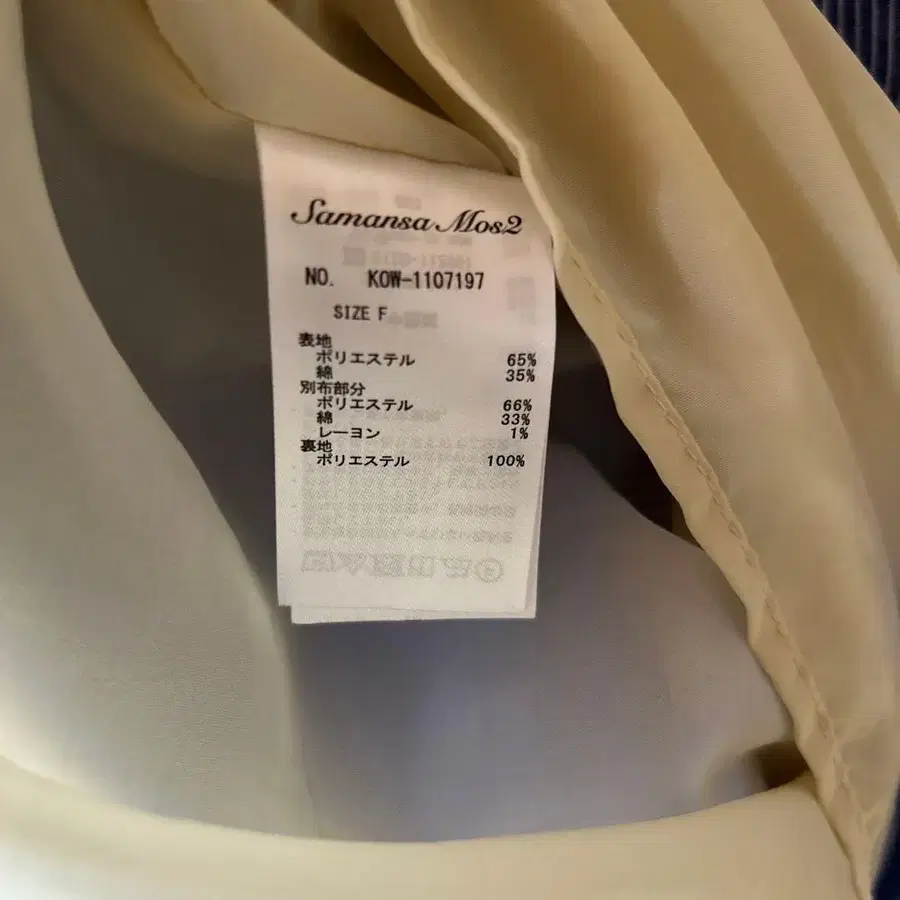 Samansa Mos2
NO. KOW-1107197
SIZE F
表地
ポリエステル 65%
綿 35%
別布部分
ポリエステル 66%
綿 33%
レーヨン 1%
裏地
ポリエステル 100%